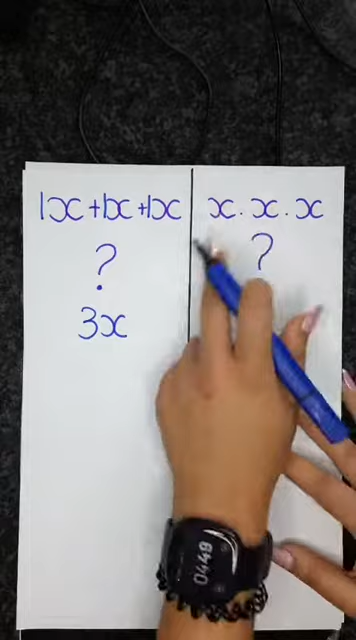 1x+1x+1x
?
3x
x · x · x
?
0449